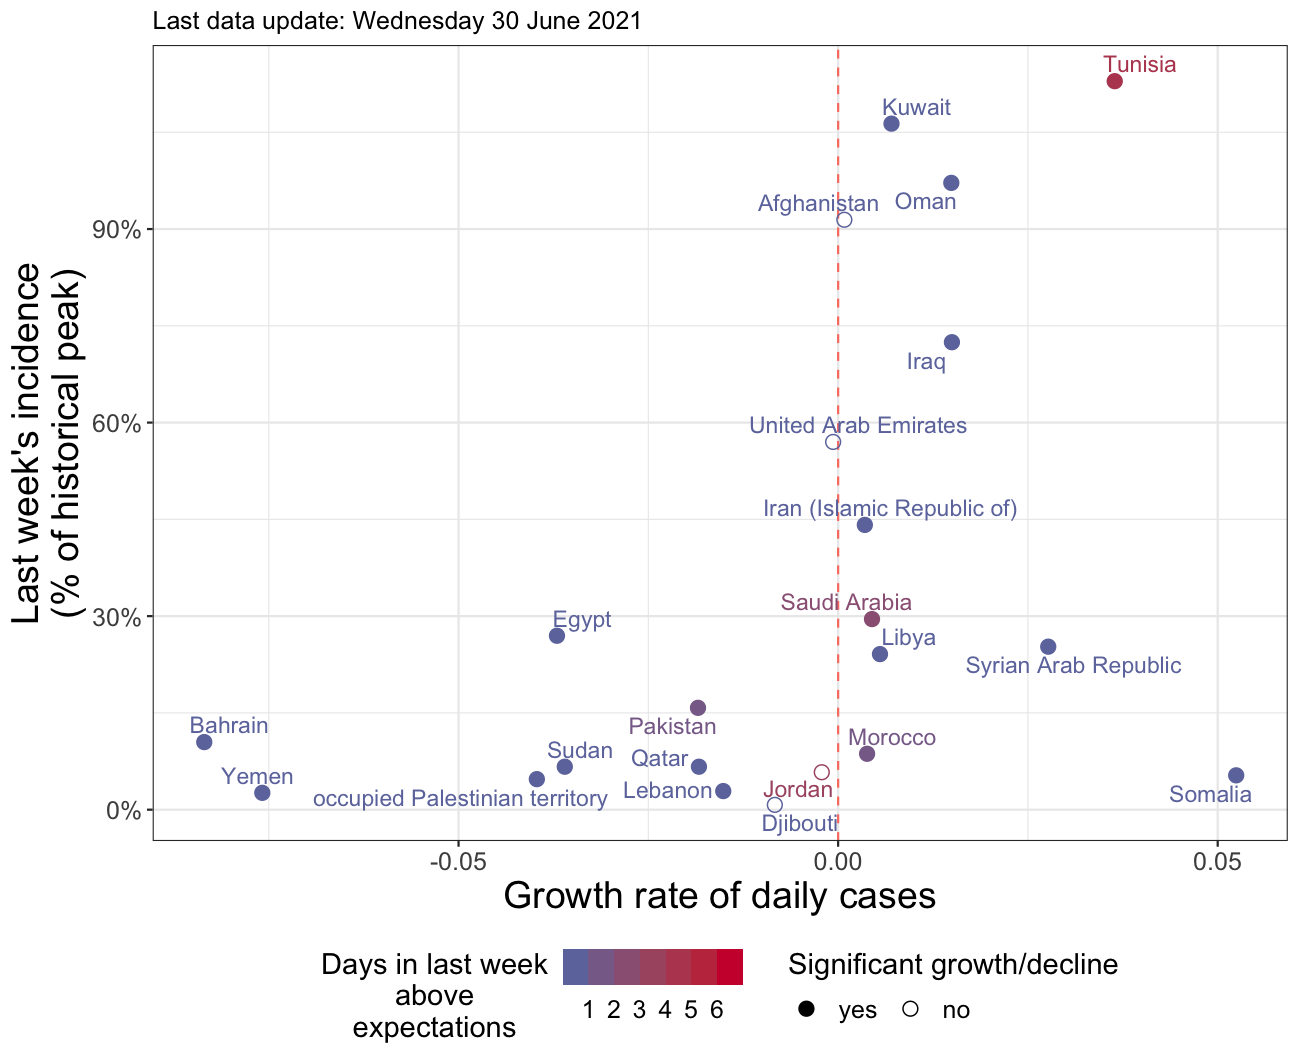 Last data update: Wednesday 30 June 2021
Tunisia
Kuwait
Afghanistan
Oman
90%
Iraq
United Arab Emirates
60%
Iran (Islamic Republic of)
Last week's incidence
(% of historical peak)
Saudi Arabia
30%
Egypt
Libya
Syrian Arab Republic
Bahrain
Pakistan
Morocco
Sudan
Qatar
Yemen
occupied Palestinian territory
Lebanon
Jordan
Somalia
0%
Djibouti
-0.05 0.00 0.05
Growth rate of daily cases
Days in last week
above
expectations
1 2 3 4 5 6
Significant growth/decline
yes no